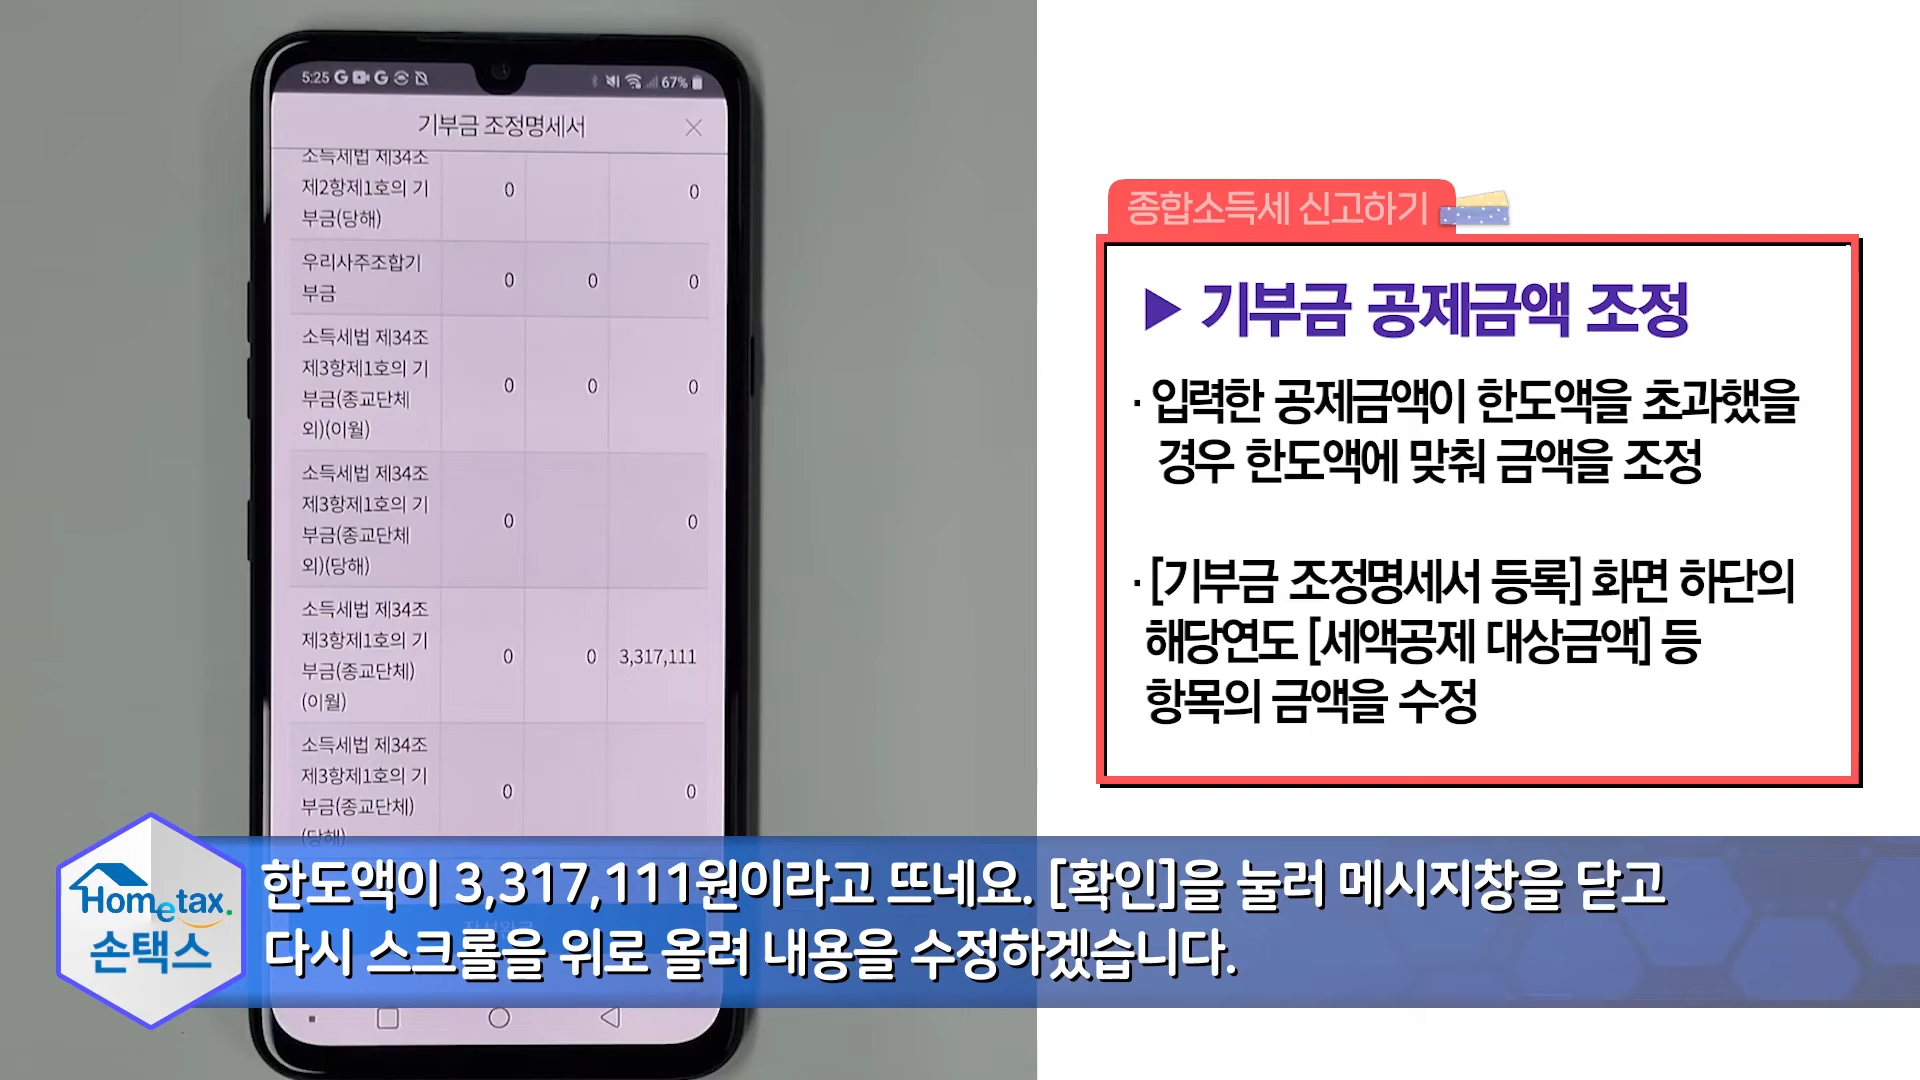 5:25
67%
기부금 조정명세서
소득세법 제34조
제2항제1호의 기
부금(당해)
0
0
우리사주조합기
부금
0
0
0
소득세법 제34조
제3항제1호의 기
부금(종교단체
외)(이월)
0
0
0
소득세법 제34조
제3항제1호의 기
부금(종교단체
외)(당해)
0
0
소득세법 제34조
제3항제1호의 기
부금(종교단체)
(이월)
0
0
3,317,111
소득세법 제34조
제3항제1호의 기
부금(종교단체)
(당해)
0
0
종합소득세 신고하기
▶ 기부금 공제금액 조정
· 입력한 공제금액이 한도액을 초과했을
경우 한도액에 맞춰 금액을 조정
· [기부금 조정명세서 등록] 화면 하단의
해당연도 [세액공제 대상금액] 등
항목의 금액을 수정
Hometax.
손택스
한도액이 3,317,111원이라고 뜨네요. [확인]을 눌러 메시지창을 닫고
다시 스크롤을 위로 올려 내용을 수정하겠습니다.